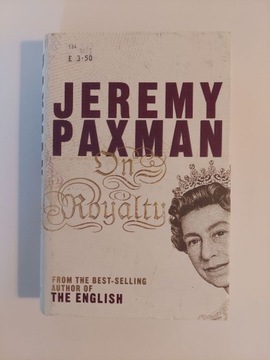 £ 3·50
JEREMY
PAXMAN
On
Royalty
FROM THE BEST-SELLING
AUTHOR OF
THE ENGLISH